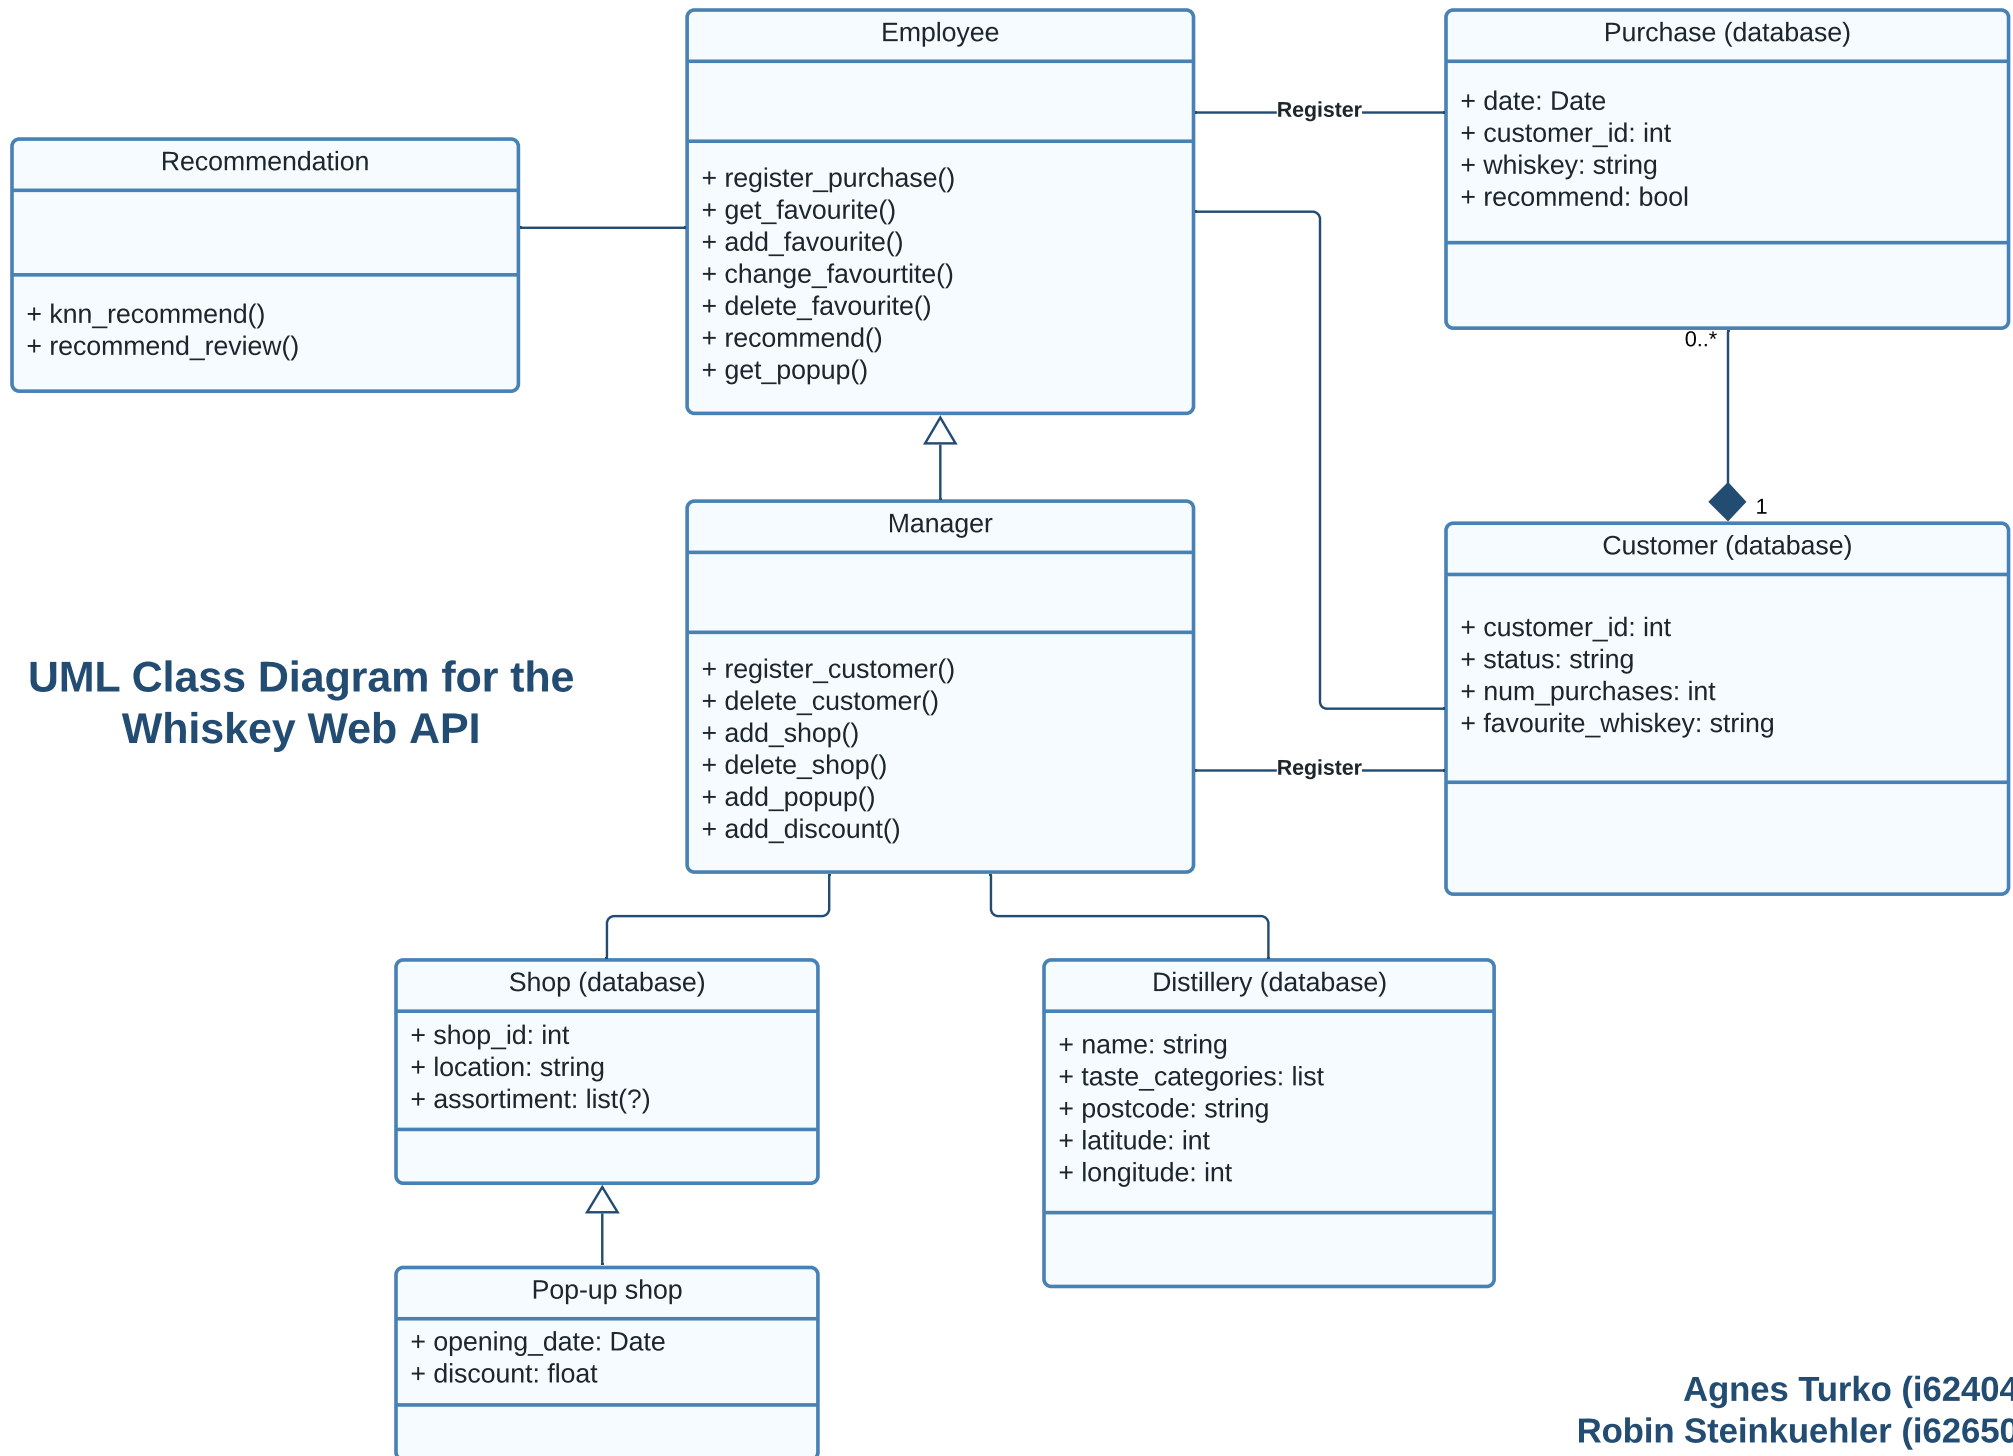 Employee
+ register_purchase()
+ get_favourite()
+ add_favourite()
+ change_favourtite()
+ delete_favourite()
+ recommend()
+ get_popup()
Register
Purchase (database)
+ date: Date
+ customer_id: int
+ whiskey: string
+ recommend: bool
0..*
1
Recommendation
+ knn_recommend()
+ recommend_review()
Manager
+ register_customer()
+ delete_customer()
+ add_shop()
+ delete_shop()
+ add_popup()
+ add_discount()
Register
Customer (database)
+ customer_id: int
+ status: string
+ num_purchases: int
+ favourite_whiskey: string
UML Class Diagram for the
Whiskey Web API
Shop (database)
+ shop_id: int
+ location: string
+ assortiment: list(?)
Distillery (database)
+ name: string
+ taste_categories: list
+ postcode: string
+ latitude: int
+ longitude: int
Pop-up shop
+ opening_date: Date
+ discount: float
Agnes Turko
Robin Steinkuehler